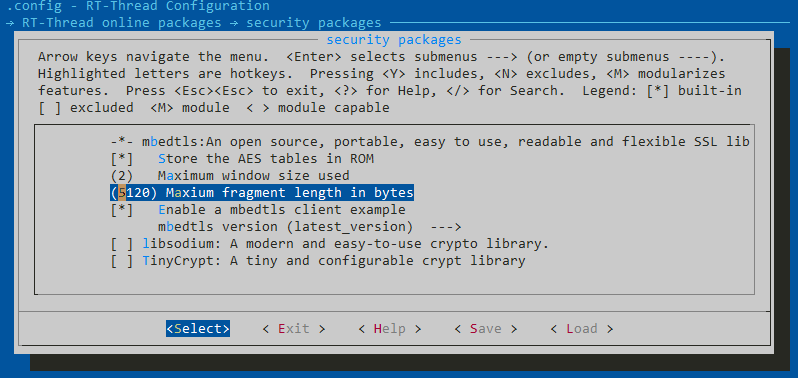 .config - RT-Thread Configuration
→ RT-Thread online packages → security packages
security packages
Arrow keys navigate the menu.  <Enter> selects submenus ---> (or empty submenus ----).
Highlighted letters are hotkeys.  Pressing <Y> includes, <N> excludes, <M> modularizes
features.  Press <Esc><Esc> to exit, <?> for Help, </> for Search.  Legend: [*] built-in
[ ] excluded  <M> module  < > module capable
-*- mbedtls:An open source, portable, easy to use, readable and flexible SSL lib
[*]   Store the AES tables in ROM
(2)   Maximum window size used
(5120) Maxium fragment length in bytes
[*]   Enable a mbedtls client example
mbedtls version (latest_version)  --->
[ ] libsodium: A modern and easy-to-use crypto library.
[ ] TinyCrypt: A tiny and configurable crypt library
<Select>    < Exit >    < Help >    < Save >    < Load >